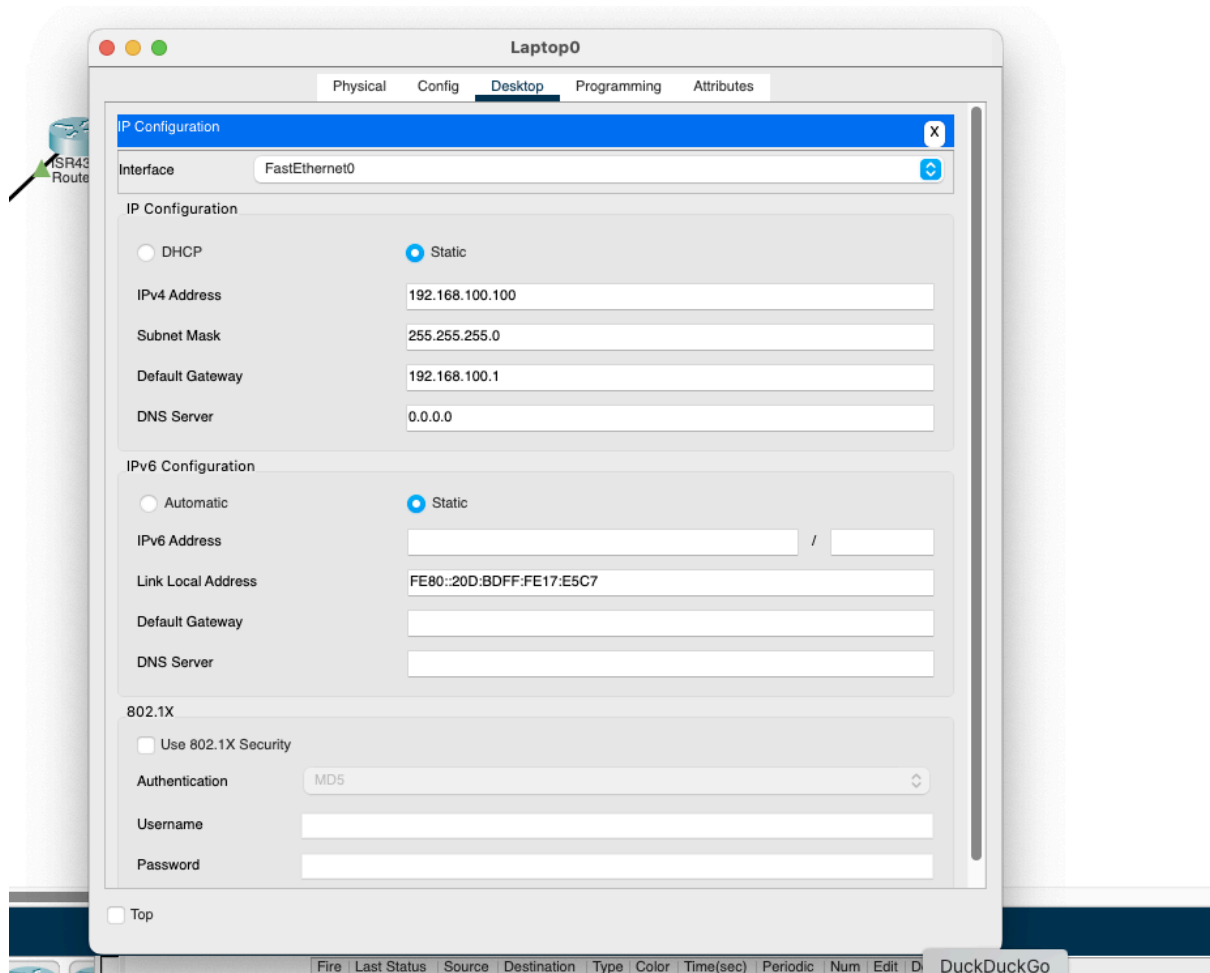 Laptop0
Physical Config Desktop Programming Attributes
IP Configuration
X
ISR43
Route
Interface FastEthernet0
IP Configuration
DHCP Static
IPv4 Address 192.168.100.100
Subnet Mask 255.255.255.0
Default Gateway 192.168.100.1
DNS Server 0.0.0.0
IPv6 Configuration
Automatic Static
IPv6 Address /
Link Local Address FE80::20D:BDFF:FE17:E5C7
Default Gateway
DNS Server
802.1X
Use 802.1X Security
Authentication MD5
Username
Password
Top
Fire Last Status Source Destination Type Color Time(sec) Periodic Num Edit D
DuckDuckGo